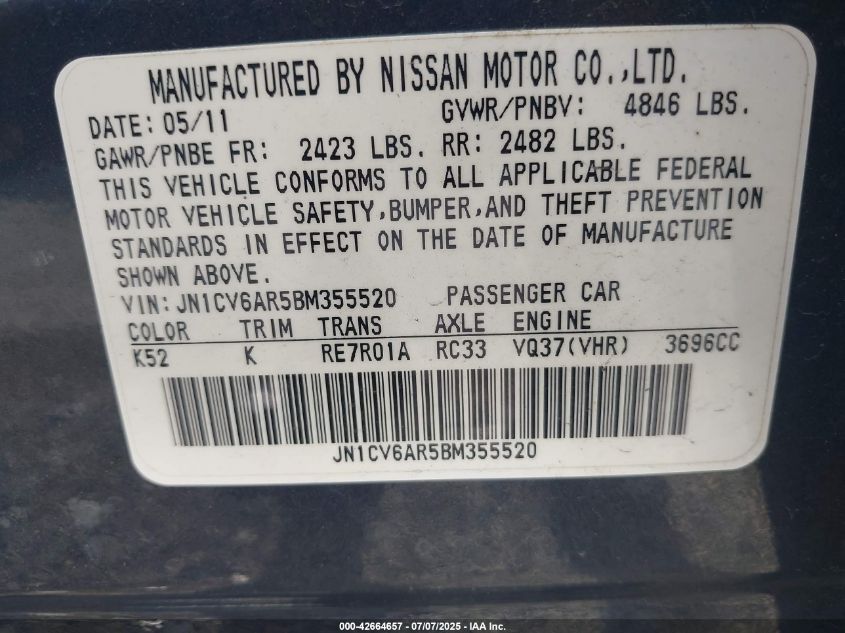 MANUFACTURED BY NISSAN MOTOR CO.,LTD.
DATE: 05/11 GVWR/PNBV: 4846 LBS.
GAWR/PNBE FR: 2423 LBS. RR: 2482 LBS.
THIS VEHICLE CONFORMS TO ALL APPLICABLE FEDERAL
MOTOR VEHICLE SAFETY,BUMPER,AND THEFT PREVENTION
STANDARDS IN EFFECT ON THE DATE OF MANUFACTURE
SHOWN ABOVE.
VIN: JN1CV6AR5BM355520 PASSENGER CAR
COLOR TRIM TRANS AXLE ENGINE
K52 K RE7R01A RC33 VQ37(VHR) 3696CC
JN1CV6AR5BM355520
000-42664657 - 07/07/2025 - IAA Inc.